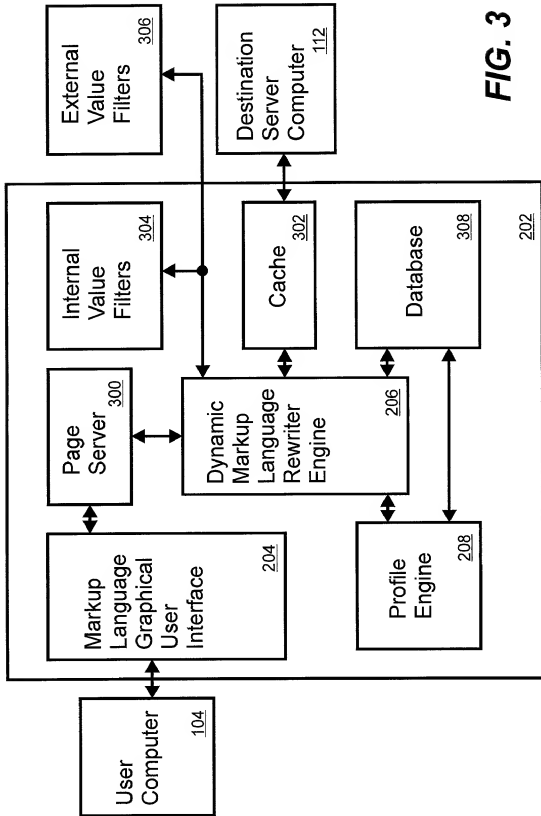 User
Computer
104
Markup
Language
Graphical
User
Interface
204
Page
Server
300
Internal
Value
Filters
304
External
Value
Filters
306
Dynamic
Markup
Language
Rewriter
Engine
206
Cache
302
Destination
Server
Computer
112
Profile
Engine
208
Database
308
202
FIG. 3